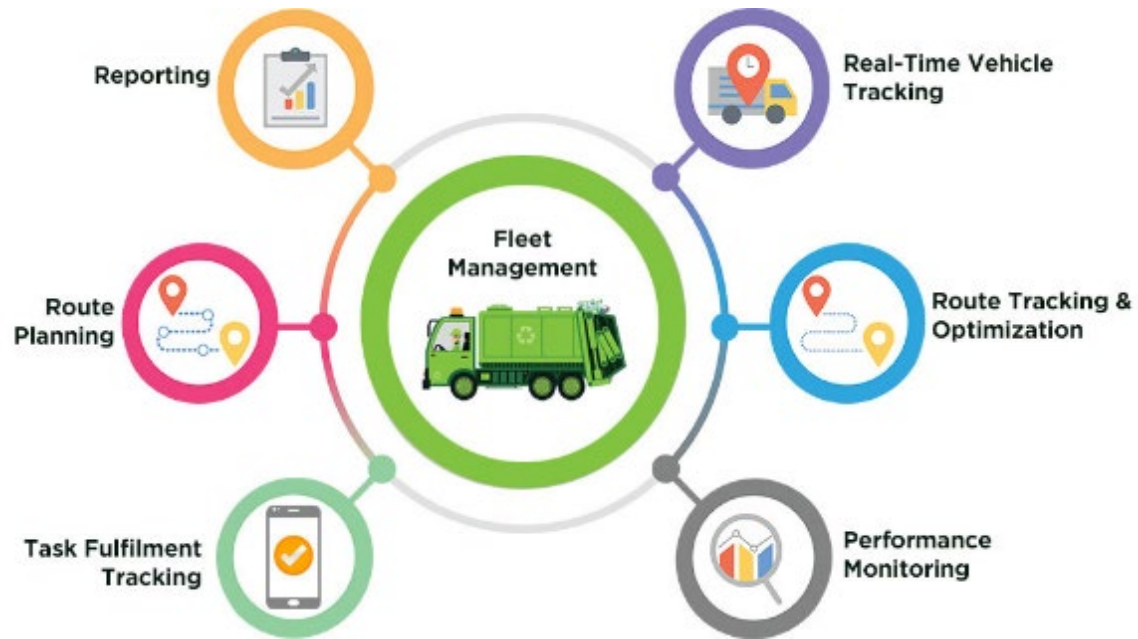 Reporting
Real-Time Vehicle
Tracking
Fleet
Management
Route
Planning
Route Tracking &
Optimization
Task Fulfilment
Tracking
Performance
Monitoring